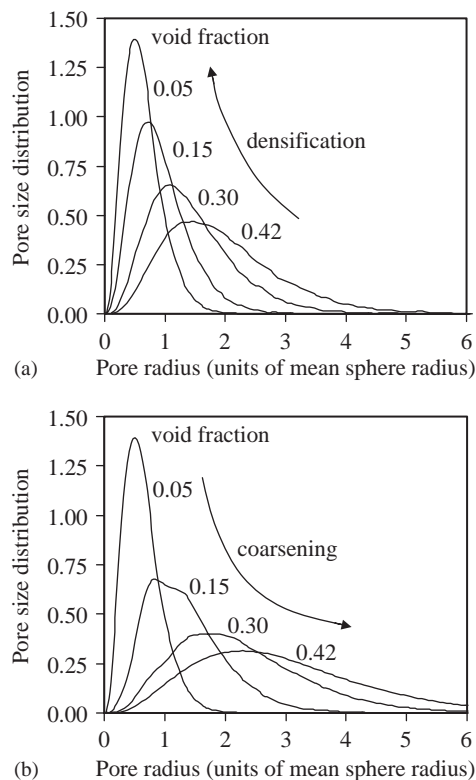 1.50
void fraction
1.25
0.05
1.00
densification
0.15
0.75
0.30
0.50
0.42
0.25
0.00
0 1 2 3 4 5 6
Pore size distribution
(a) Pore radius (units of mean sphere radius)
1.50
void fraction
1.25
0.05
1.00
coarsening
0.75
0.15
0.50
0.30
0.42
0.25
0.00
0 1 2 3 4 5 6
Pore size distribution
(b) Pore radius (units of mean sphere radius)